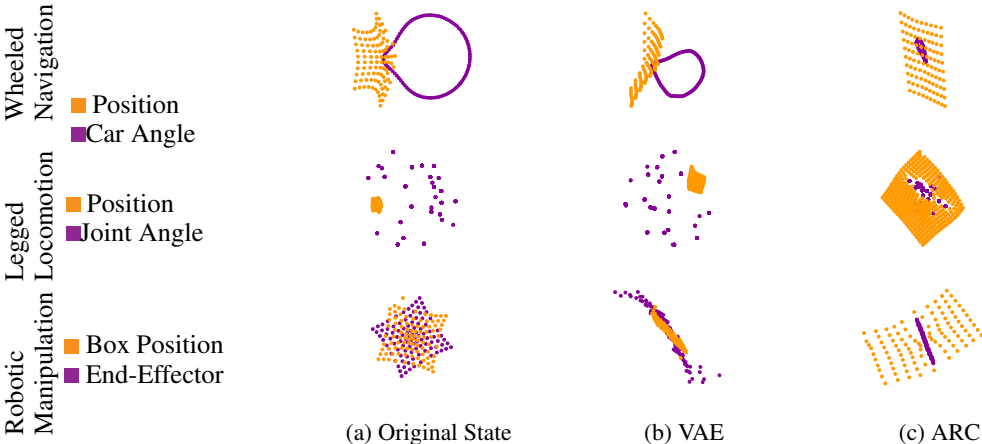 Wheeled
Navigation
Position
Car Angle
Legged
Locomotion
Position
Joint Angle
Robotic
Manipulation
Box Position
End-Effector
(a) Original State
(b) VAE
(c) ARC